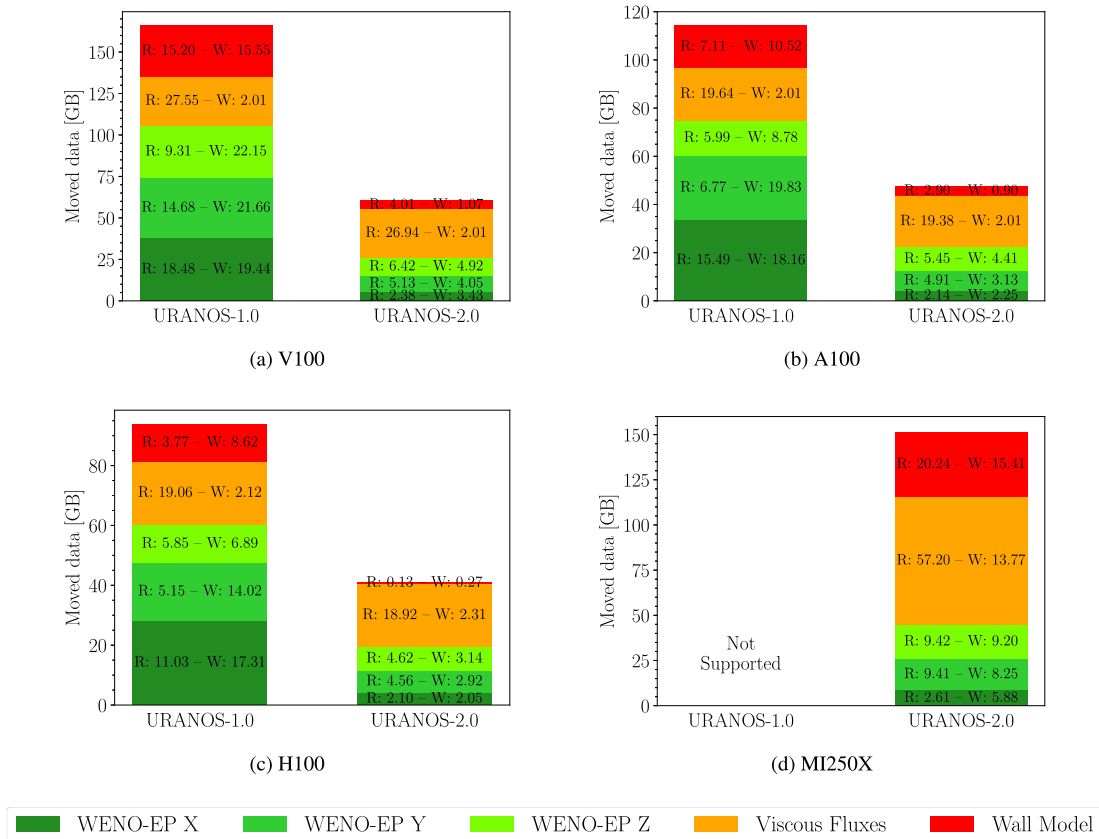 150
125
100
75
50
25
0
Moved data [GB]
R: 15.20 – W: 15.55
R: 27.55 – W: 2.01
R: 9.31 – W: 22.15
R: 14.68 – W: 21.66
R: 18.48 – W: 19.44
R: 4.01 – W: 1.07
R: 26.94 – W: 2.01
R: 6.42 – W: 4.92
R: 5.13 – W: 4.05
R: 2.38 – W: 3.43
URANOS-1.0
URANOS-2.0
(a) V100
120
100
80
60
40
20
0
Moved data [GB]
R: 7.11 – W: 10.52
R: 19.64 – W: 2.01
R: 5.99 – W: 8.78
R: 6.77 – W: 19.83
R: 15.49 – W: 18.16
R: 2.90 – W: 0.90
R: 19.38 – W: 2.01
R: 5.45 – W: 4.41
R: 4.91 – W: 3.13
R: 2.14 – W: 2.25
URANOS-1.0
URANOS-2.0
(b) A100
80
60
40
20
0
Moved data [GB]
R: 3.77 – W: 8.62
R: 19.06 – W: 2.12
R: 5.85 – W: 6.89
R: 5.15 – W: 14.02
R: 11.03 – W: 17.31
R: 0.13 – W: 0.27
R: 18.92 – W: 2.31
R: 4.62 – W: 3.14
R: 4.56 – W: 2.92
R: 2.10 – W: 2.05
URANOS-1.0
URANOS-2.0
(c) H100
150
125
100
75
50
25
0
Moved data [GB]
Not
Supported
R: 20.24 – W: 15.41
R: 57.20 – W: 13.77
R: 9.42 – W: 9.20
R: 9.41 – W: 8.25
R: 2.61 – W: 5.88
URANOS-1.0
URANOS-2.0
(d) MI250X
WENO-EP X
WENO-EP Y
WENO-EP Z
Viscous Fluxes
Wall Model